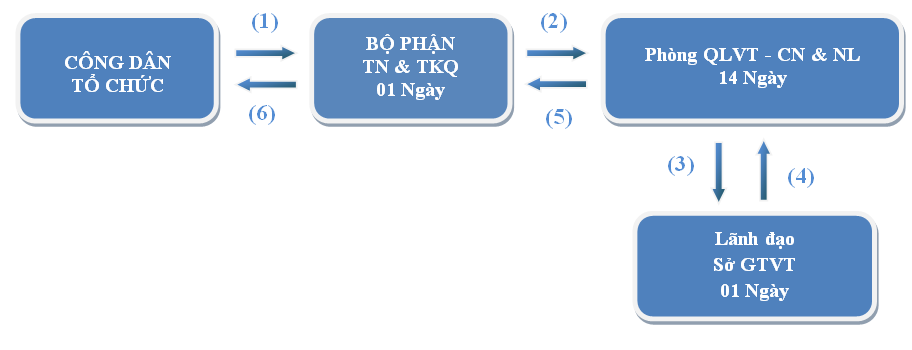 (1)
(2)
CÔNG DÂN
TỔ CHỨC
BỘ PHẬN
TN & TKQ
01 Ngày
Phòng QLVT - CN & NL
14 Ngày
(6)
(5)
(3)
(4)
Lãnh đạo
Sở GTVT
01 Ngày